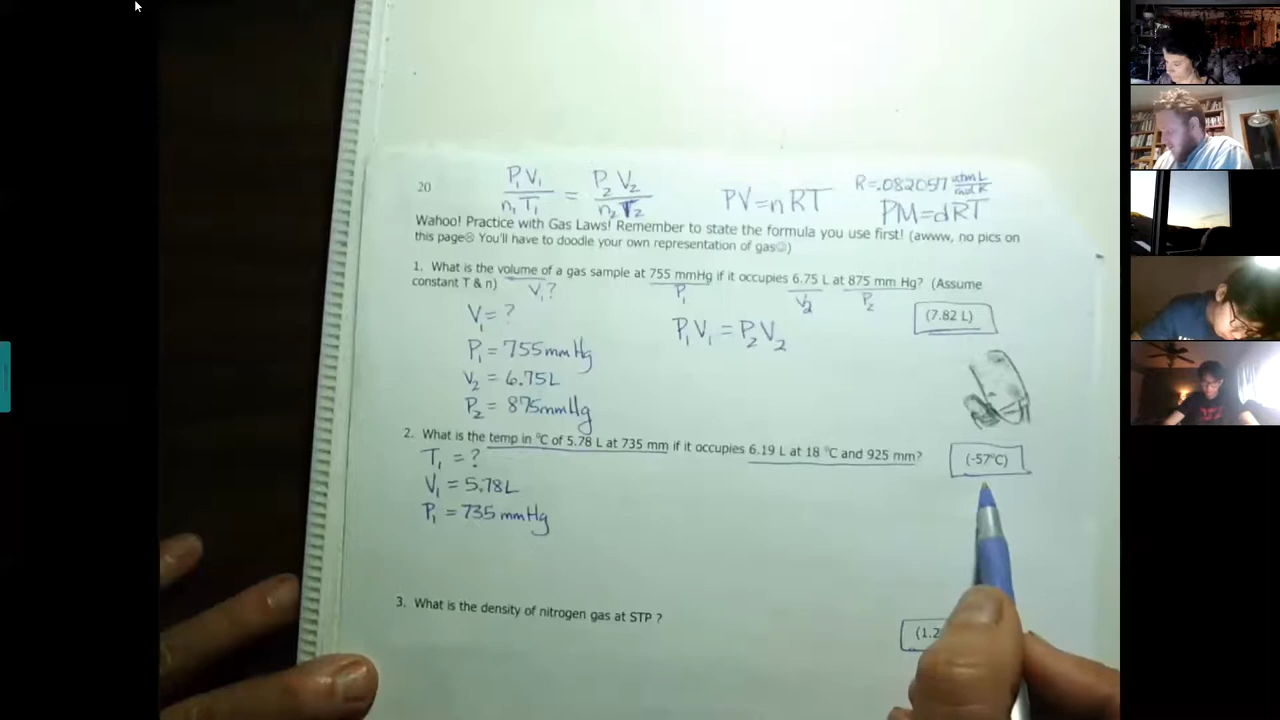 P₁V₁ / n₁T₁ = P₂V₂ / n₂T₂
PV=nRT
R=.082057 atm L / mol K
PM=dRT
20
Wahoo! Practice with Gas Laws! Remember to state the formula you use first! (awww, no pics on
this page☹ You'll have to doodle your own representation of gas☺)
1. What is the volume of a gas sample at 755 mmHg if it occupies 6.75 L at 875 mm Hg? (Assume
constant T & n)
V₁? P₁ V₂ P₂
(7.82 L)
V₁ = ?
P₁V₁ = P₂V₂
P₁ = 755mmHg
V₂ = 6.75L
P₂ = 875mmHg
2. What is the temp in °C of 5.78 L at 735 mm if it occupies 6.19 L at 18 °C and 925 mm?
(-57°C)
T₁ = ?
V₁ = 5.78L
P₁ = 735 mmHg
3. What is the density of nitrogen gas at STP ?
(1.2